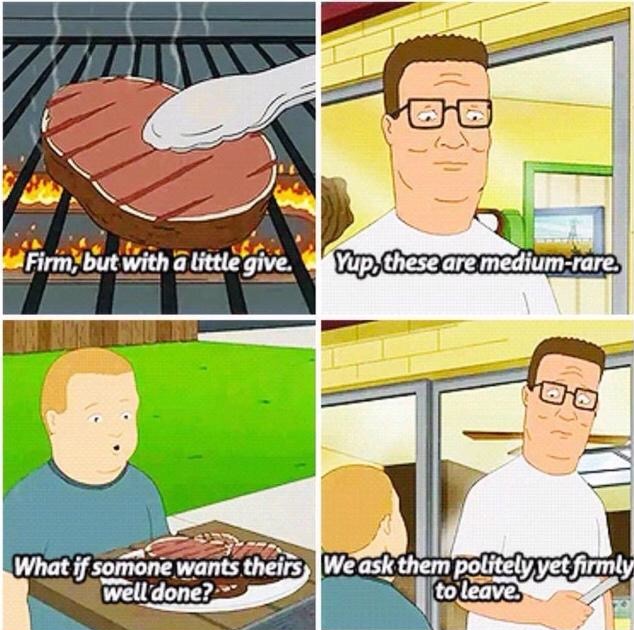 Firm, but with a little give.
Yup, these are medium-rare.
What if somone wants theirs
well done?
We ask them politely yet firmly
to leave.